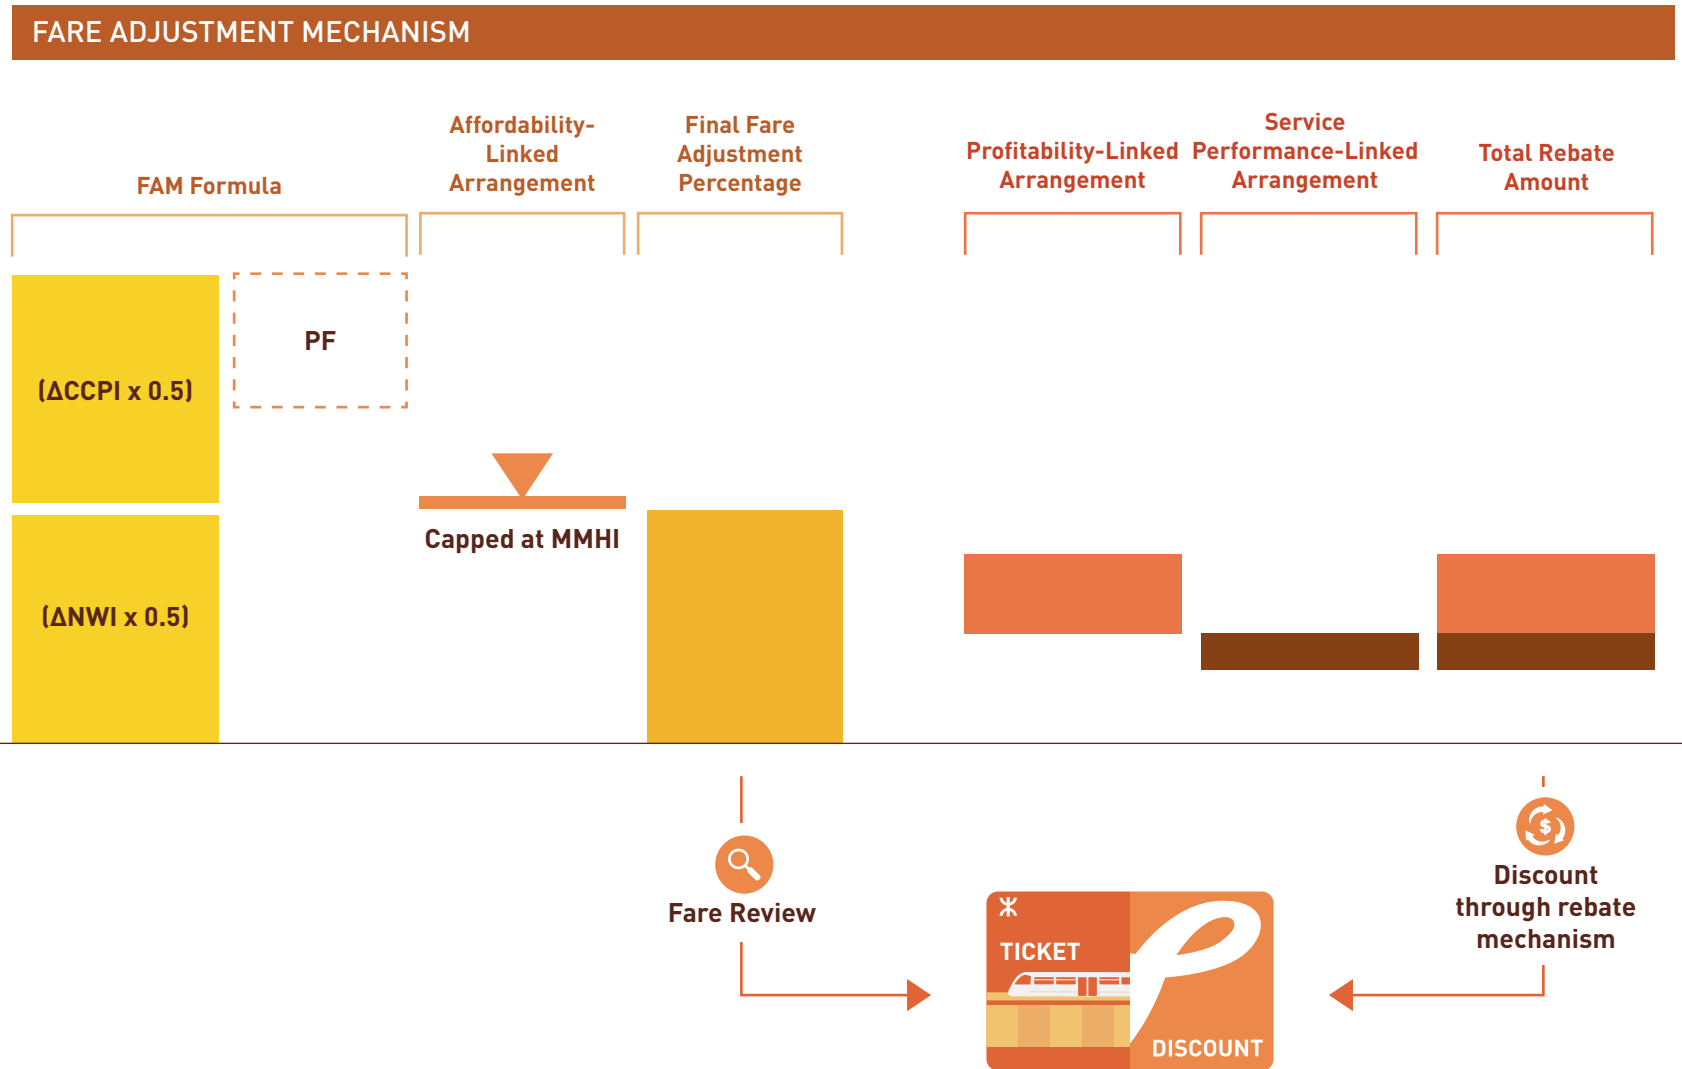 FARE ADJUSTMENT MECHANISM
FAM Formula
Affordability-
Linked
Arrangement
Final Fare
Adjustment
Percentage
Profitability-Linked
Arrangement
Service
Performance-Linked
Arrangement
Total Rebate
Amount
(ΔCCPI x 0.5)
PF
Capped at MMHI
(ΔNWI x 0.5)
Fare Review
$
Discount
through rebate
mechanism
TICKET
DISCOUNT